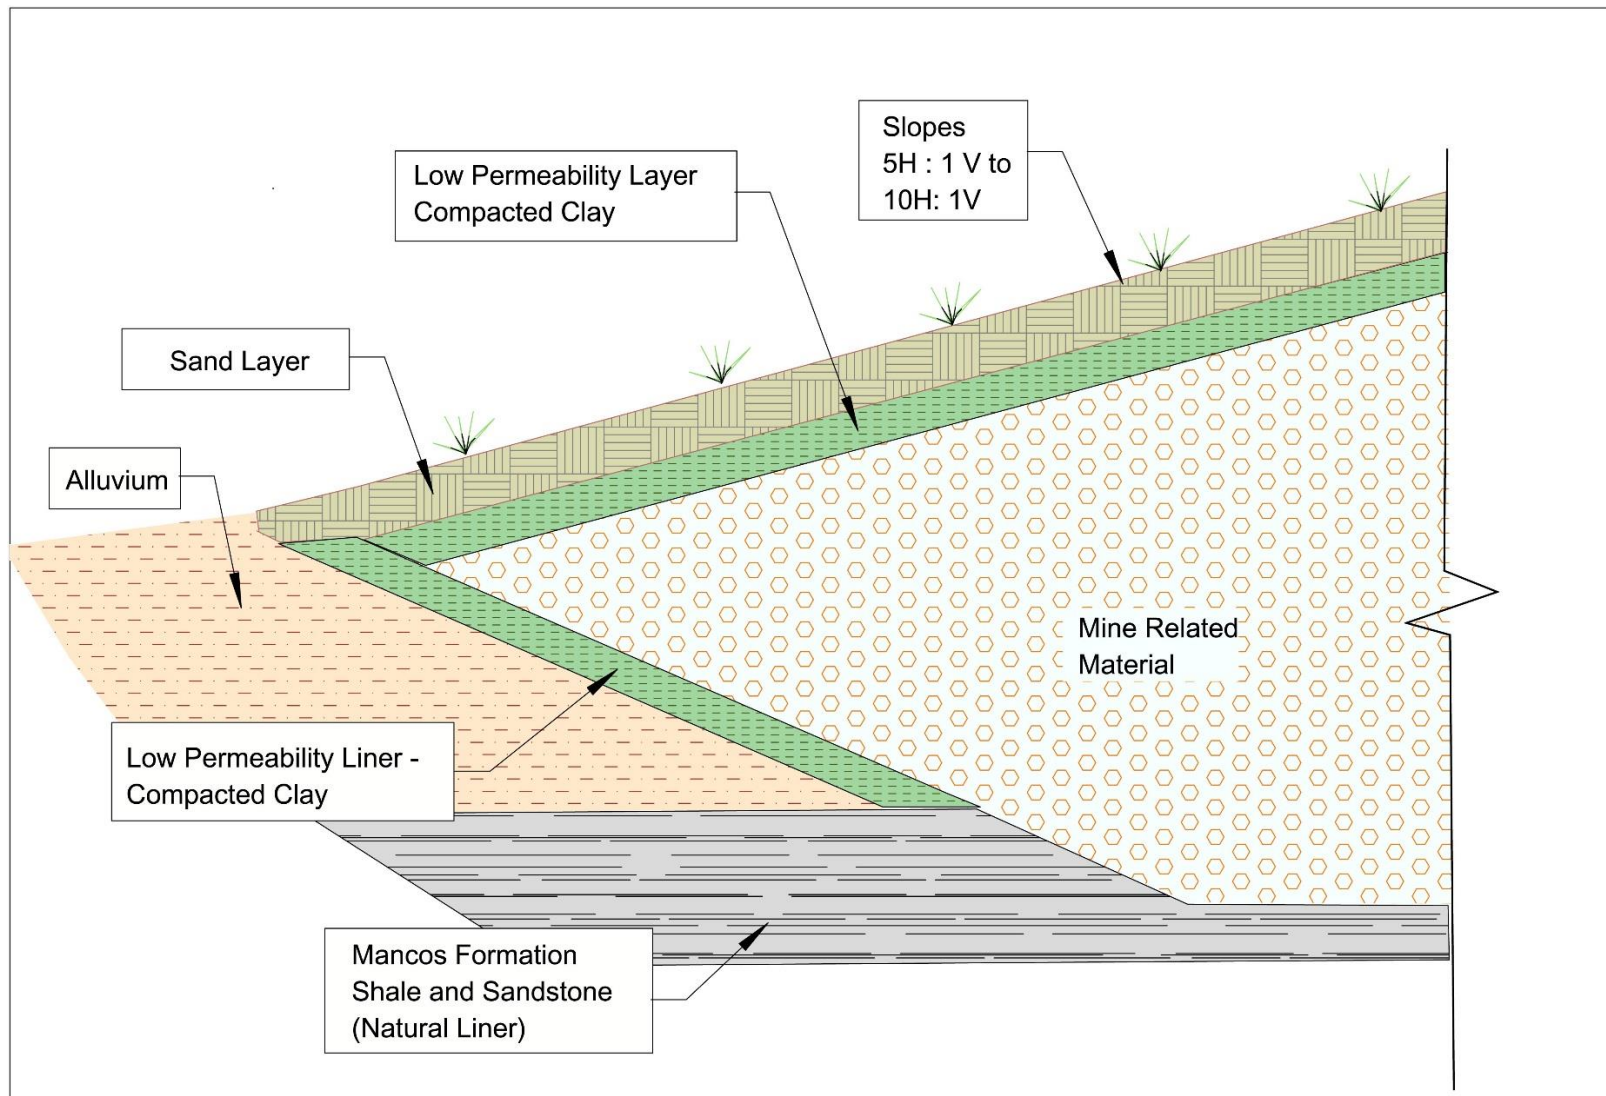 Slopes
5H : 1 V to
10H: 1V
Low Permeability Layer
Compacted Clay
Sand Layer
Alluvium
Mine Related
Material
Low Permeability Liner -
Compacted Clay
Mancos Formation
Shale and Sandstone
(Natural Liner)